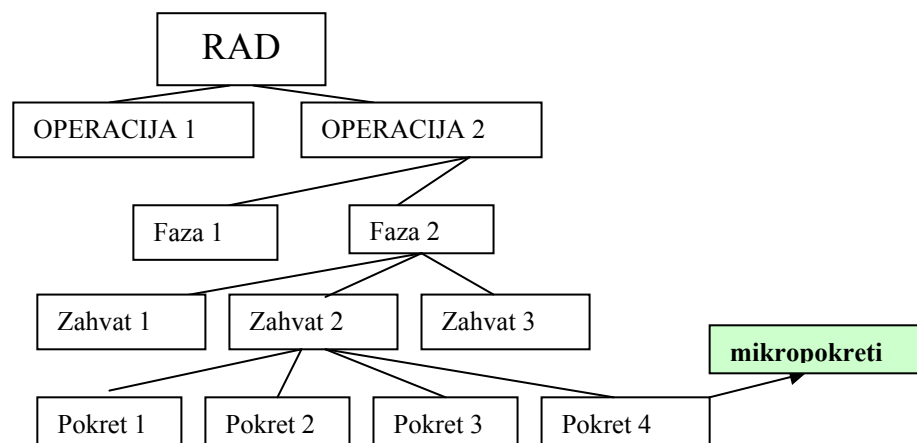 RAD
OPERACIJA 1 OPERACIJA 2
Faza 1 Faza 2
Zahvat 1 Zahvat 2 Zahvat 3
mikropokreti
Pokret 1 Pokret 2 Pokret 3 Pokret 4